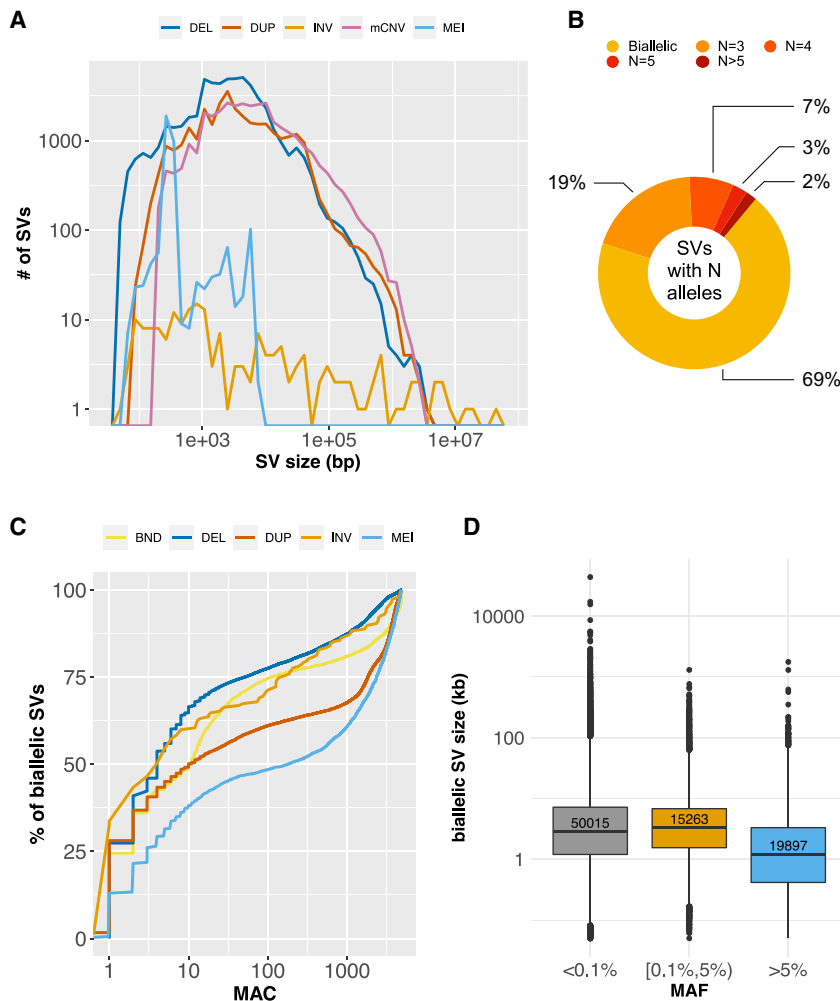 A
DEL DUP INV mCNV MEI
# of SVs
1000
100
10
1
1e+03 1e+05 1e+07
SV size (bp)
B
Biallelic N=3 N=4
N=5 N>5
7%
3%
2%
19%
69%
SVs
with N
alleles
C
BND DEL DUP INV MEI
% of biallelic SVs
100
75
50
25
0
1 10 100 1000
MAC
D
biallelic SV size (kb)
10000
100
1
50015 15263 19897
<0.1% [0.1%,5%) >5%
MAF